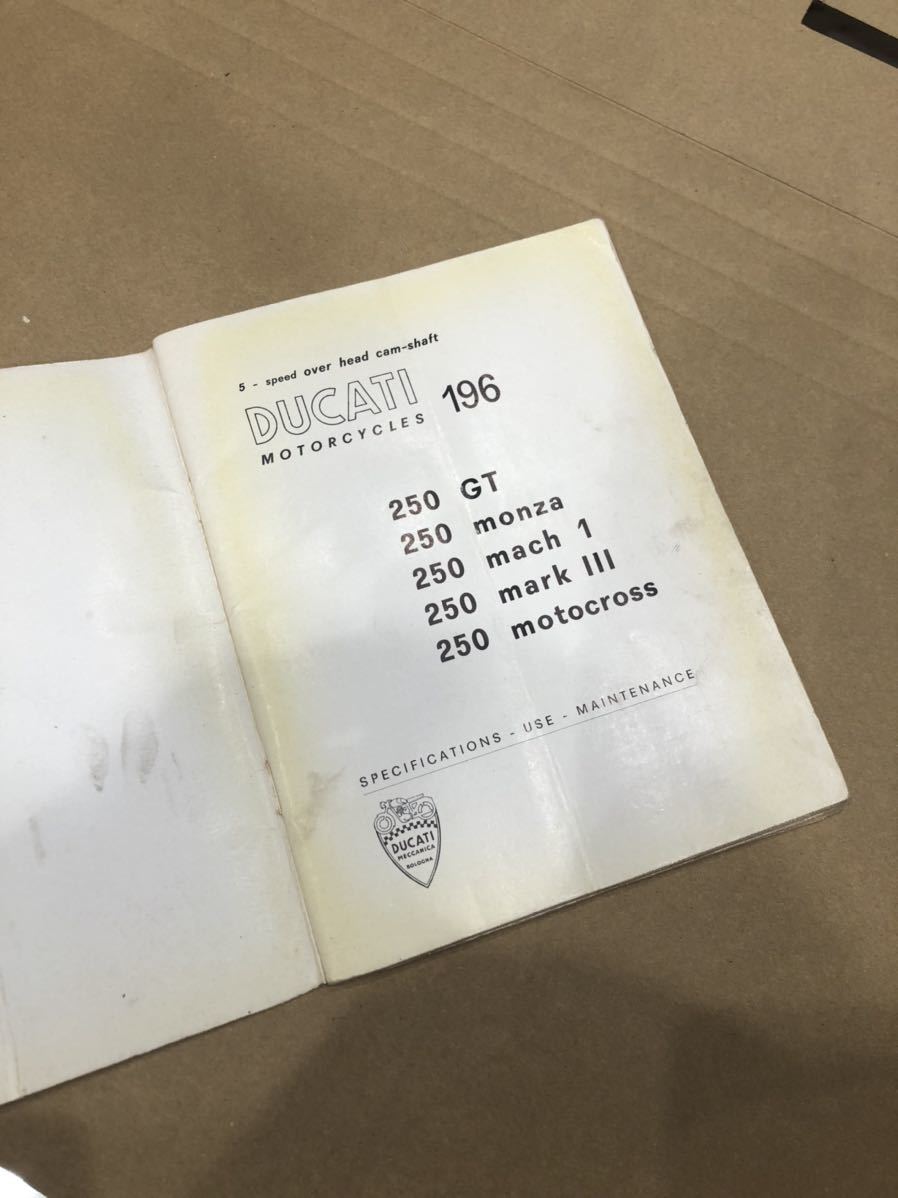 5 - speed over head cam-shaft
DUCATI 196
MOTORCYCLES
250 GT
250 monza
250 mach 1
250 mark III
250 motocross
SPECIFICATIONS - USE - MAINTENANCE
DUCATI
MECCANICA
BOLOGNA